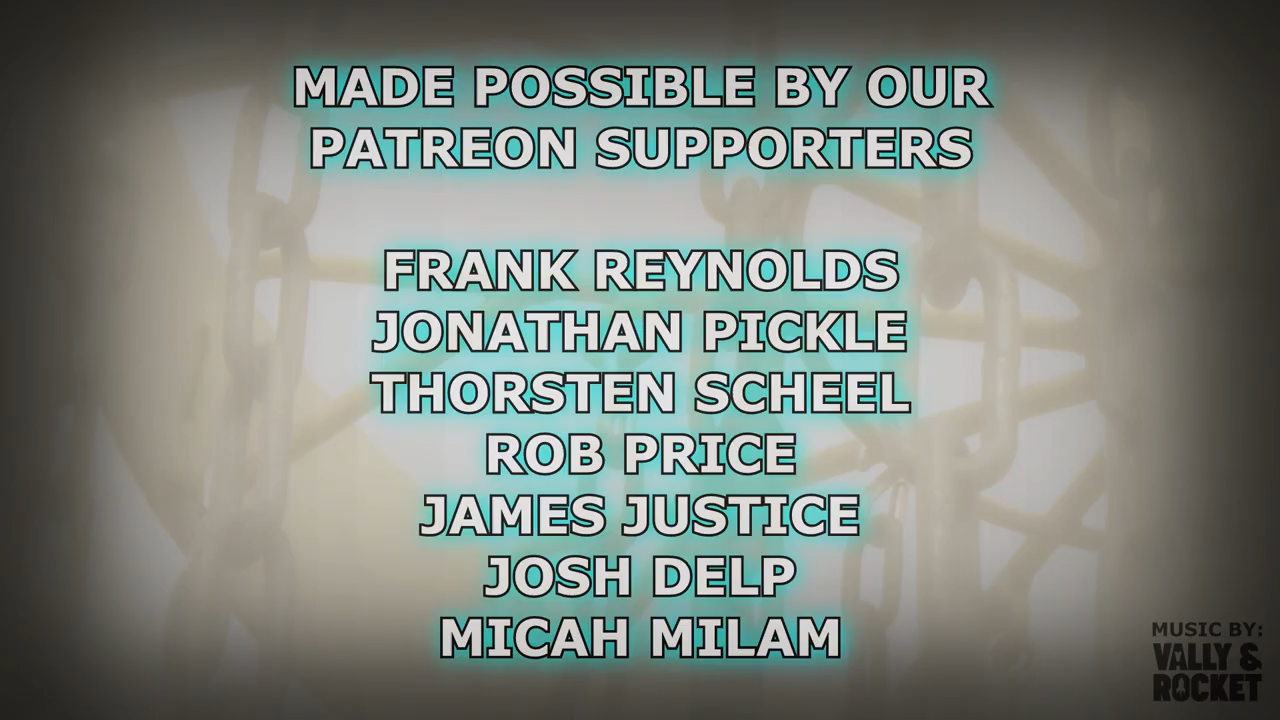 MADE POSSIBLE BY OUR
PATREON SUPPORTERS
FRANK REYNOLDS
JONATHAN PICKLE
THORSTEN SCHEEL
ROB PRICE
JAMES JUSTICE
JOSH DELP
MICAH MILAM
MUSIC BY:
VALLY &
ROCKET